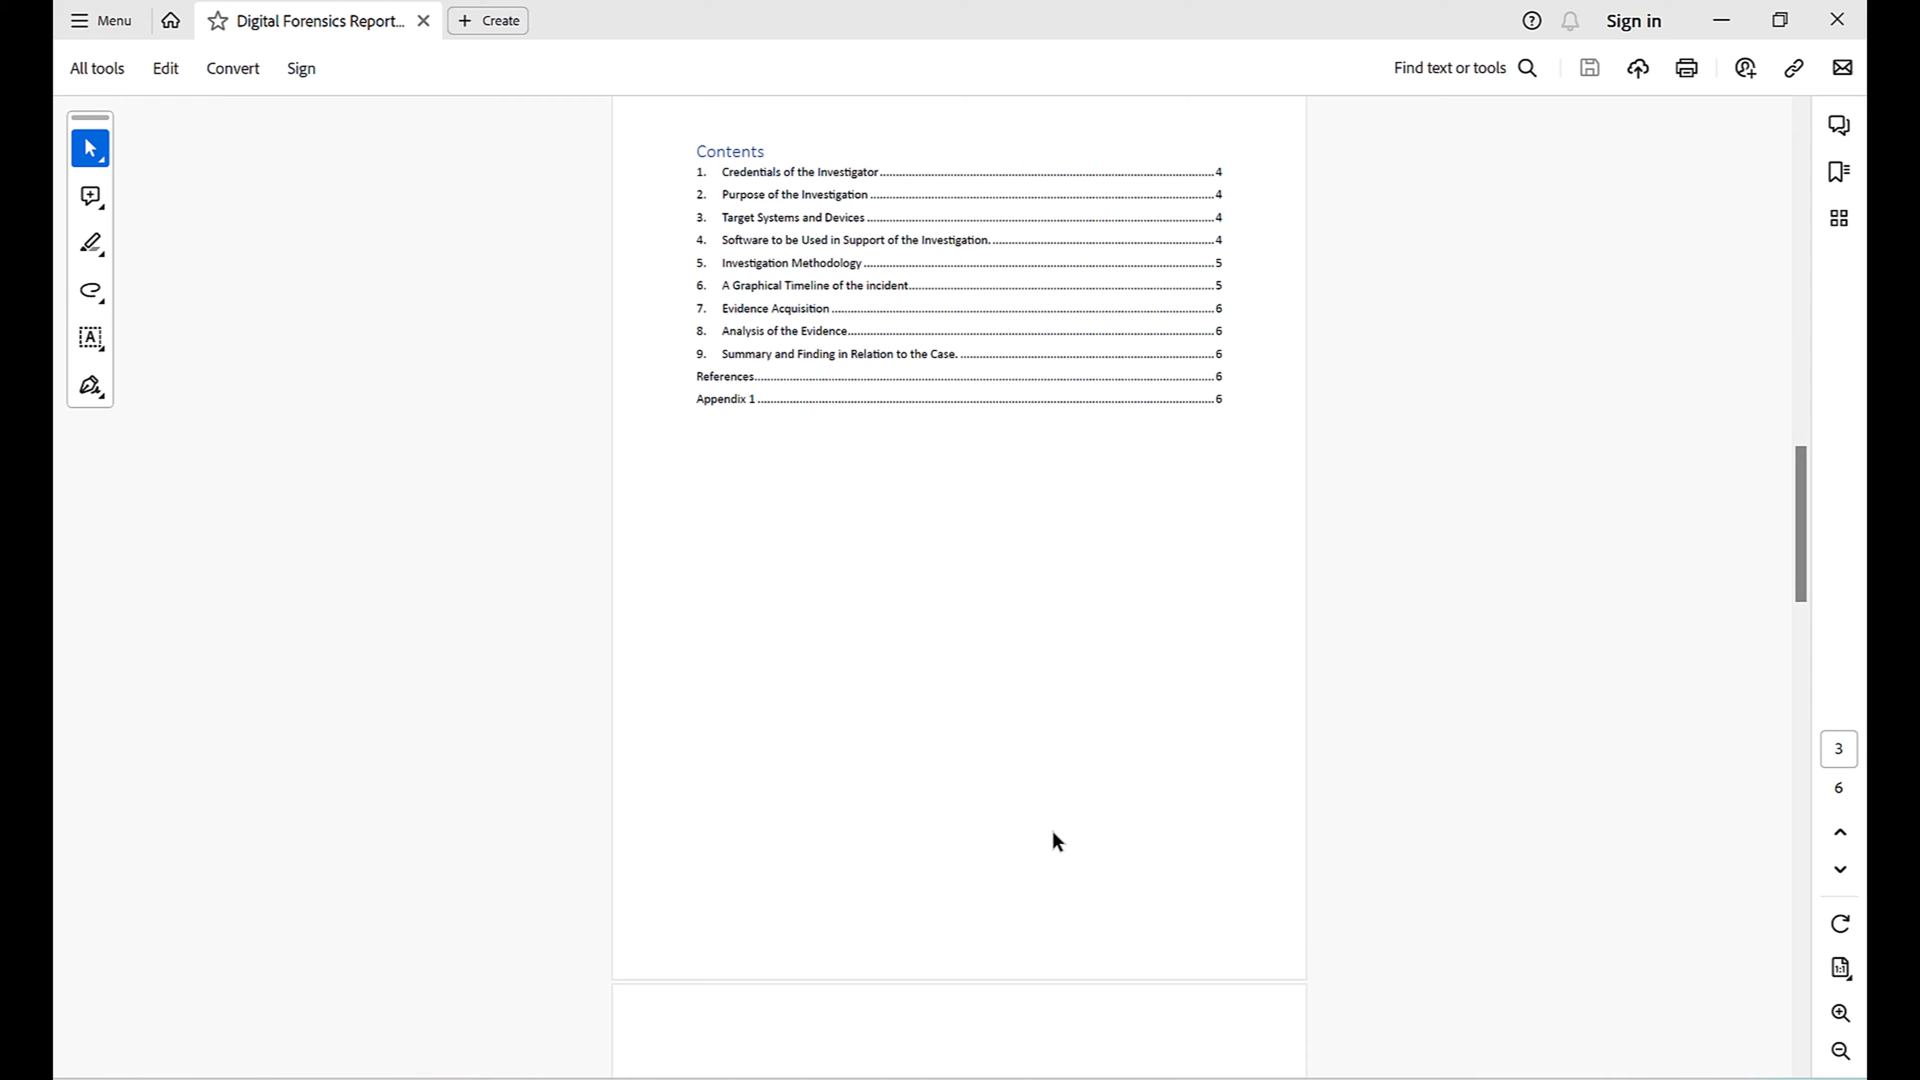 Menu
Digital Forensics Report...
Create
Sign in
All tools
Edit
Convert
Sign
Find text or tools
Contents
1. Credentials of the Investigator ........ 4
2. Purpose of the Investigation ........ 4
3. Target Systems and Devices ........ 4
4. Software to be Used in Support of the Investigation. ........ 4
5. Investigation Methodology ........ 5
6. A Graphical Timeline of the incident ........ 5
7. Evidence Acquisition ........ 6
8. Analysis of the Evidence ........ 6
9. Summary and Finding in Relation to the Case. ........ 6
References ........ 6
Appendix 1 ........ 6
3
6
1:1